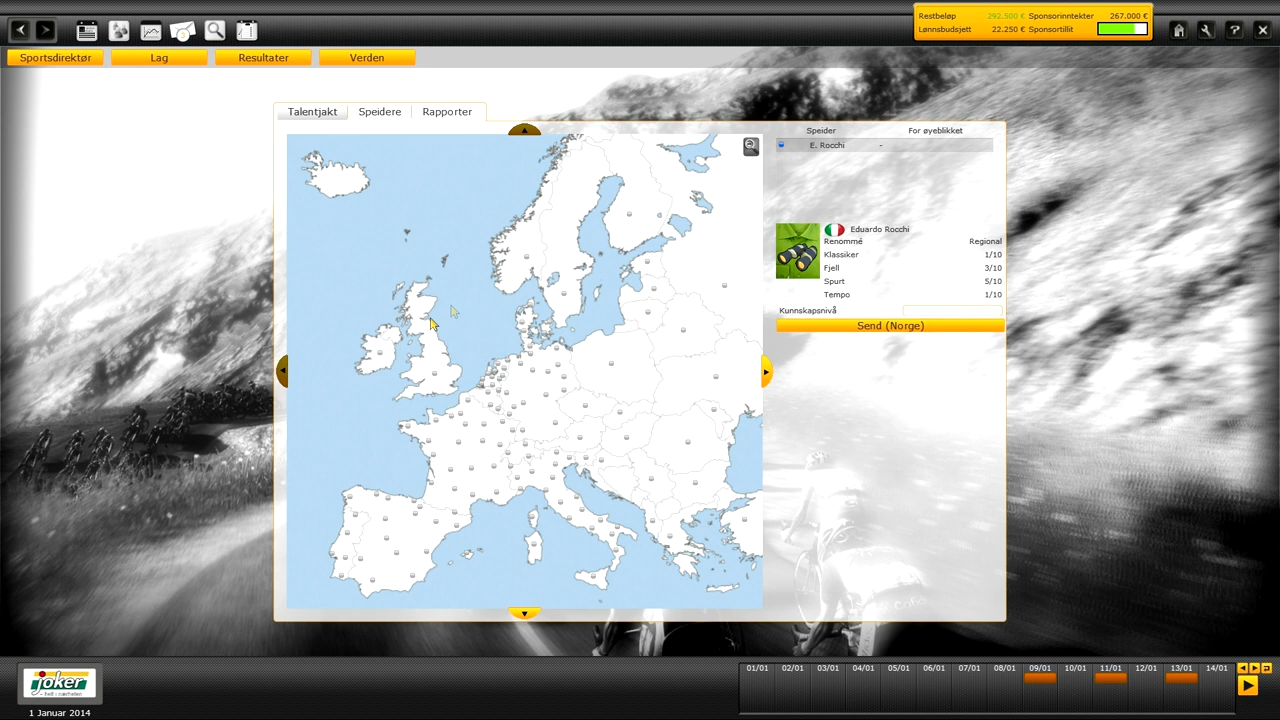 Restbeløp 292.500 € Sponsorinntekter 267.000 €
Lønnsbudsjett 22.250 € Sponsortillit
Sportsdirektør Lag Resultater Verden
Talentjakt Speidere Rapporter
Speider For øyeblikket
E. Rocchi -
Eduardo Rocchi
Renommé Regional
Klassiker 1/10
Fjell 3/10
Spurt 5/10
Tempo 1/10
Kunnskapsnivå
Send (Norge)
01/01 02/01 03/01 04/01 05/01 06/01 07/01 08/01 09/01 10/01 11/01 12/01 13/01 14/01
joker
- helt i nærheten
1 Januar 2014